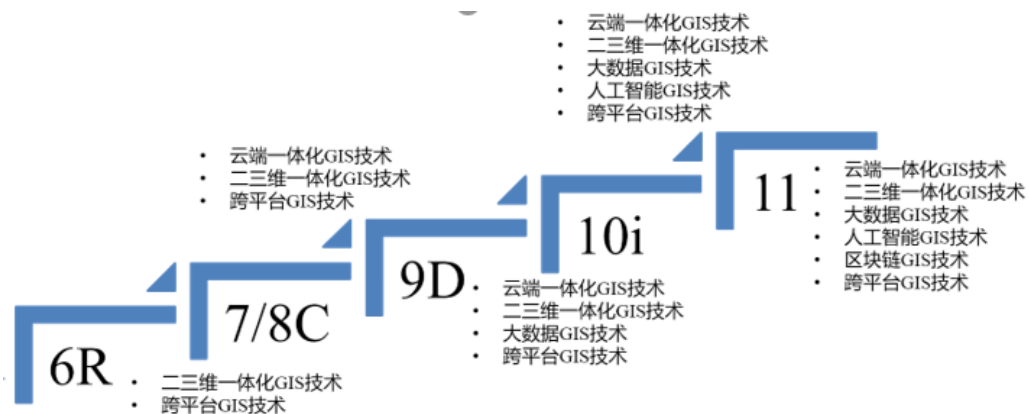 6R
• 二三维一体化GIS技术
• 跨平台GIS技术
7/8C
• 云端一体化GIS技术
• 二三维一体化GIS技术
• 跨平台GIS技术
9D
• 云端一体化GIS技术
• 二三维一体化GIS技术
• 大数据GIS技术
• 跨平台GIS技术
10i
• 云端一体化GIS技术
• 二三维一体化GIS技术
• 大数据GIS技术
• 人工智能GIS技术
• 跨平台GIS技术
11
• 云端一体化GIS技术
• 二三维一体化GIS技术
• 大数据GIS技术
• 人工智能GIS技术
• 区块链GIS技术
• 跨平台GIS技术